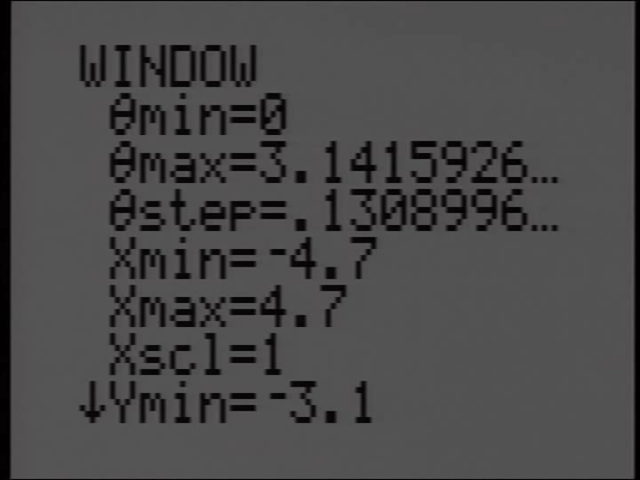 WINDOW
θmin=0
θmax=3.1415926…
θstep=.1308996…
Xmin=⁻4.7
Xmax=4.7
Xscl=1
↓Ymin=⁻3.1